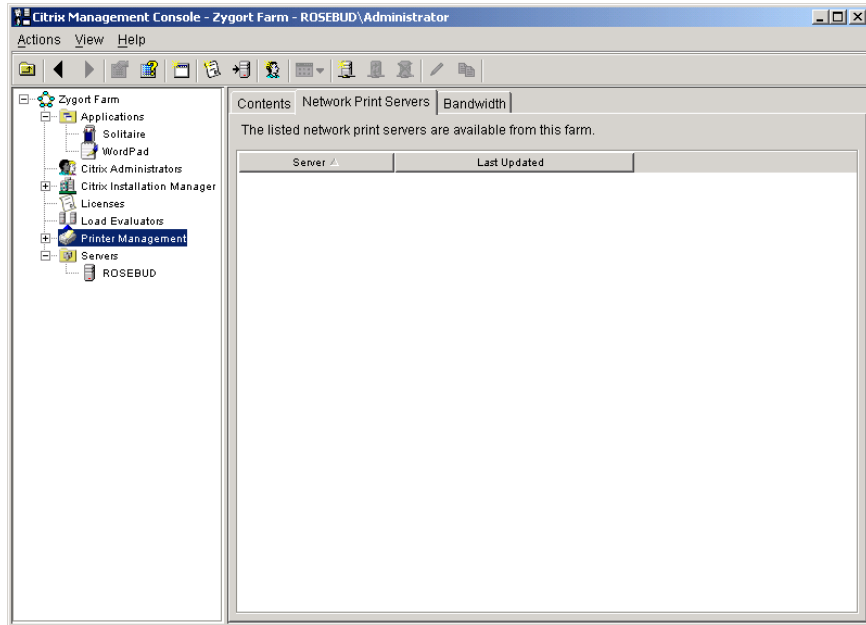 Citrix Management Console - Zygort Farm - ROSEBUD\Administrator
Actions View Help
Zygort Farm
Applications
Solitaire
WordPad
Citrix Administrators
Citrix Installation Manager
Licenses
Load Evaluators
Printer Management
Servers
ROSEBUD
Contents Network Print Servers Bandwidth
The listed network print servers are available from this farm.
Server Last Updated